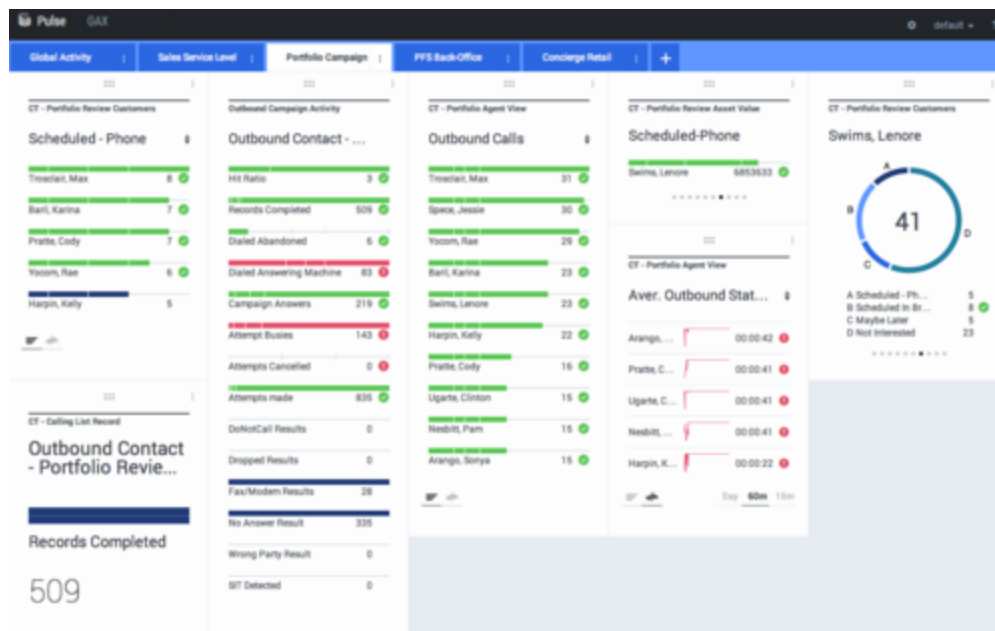 Pulse GAX
default
Global Activity
Sales Service Level
Portfolio Campaign
PFS Back-Office
Concierge Retail
+
CT - Portfolio Review Customers
Scheduled - Phone
Trosclair, Max 8
Baril, Karina 7
Pratte, Cody 7
Yocom, Rae 6
Harpin, Kelly 5
CT - Calling List Record
Outbound Contact
- Portfolio Revie...
Records Completed
509
Outbound Campaign Activity
Outbound Contact - ...
Hit Ratio 3
Records Completed 509
Dialed Abandoned 6
Dialed Answering Machine 83
Campaign Answers 219
Attempt Busies 143
Attempts Cancelled 0
Attempts made 835
DoNotCall Results 0
Dropped Results 0
Fax/Modem Results 28
No Answer Result 335
Wrong Party Result 0
SIT Detected 0
CT - Portfolio Agent View
Outbound Calls
Trosclair, Max 31
Spece, Jessie 30
Yocom, Rae 29
Baril, Karina 23
Swims, Lenore 23
Harpin, Kelly 22
Pratte, Cody 16
Ugarte, Clinton 15
Nesbitt, Pam 15
Arango, Sonya 15
CT - Portfolio Review Asset Value
Scheduled-Phone
Swims, Lenore 6853633
CT - Portfolio Agent View
Aver. Outbound Stat...
Arango, ... 00:00:42
Pratte, C... 00:00:41
Ugarte, C... 00:00:41
Nesbitt, ... 00:00:41
Harpin, K... 00:00:22
Day 60m 15m
CT - Portfolio Review Customers
Swims, Lenore
A
B
41
D
C
A Scheduled - Ph... 5
B Scheduled In Br... 8
C Maybe Later 5
D Not Interested 23